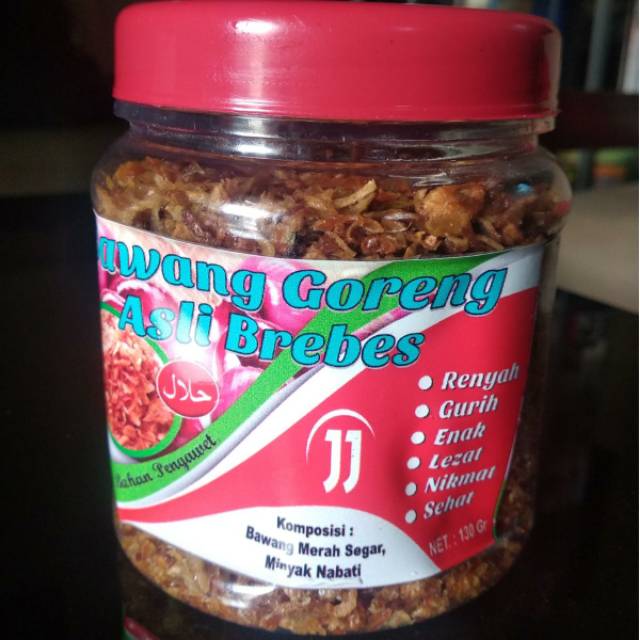 awang Goreng
Asli Brebes
حلال
Bahan Pengawet
JJ
Renyah
Gurih
Enak
Lezat
Nikmat
Sehat
Komposisi :
Bawang Merah Segar,
Minyak Nabati
NET. : 130 Gr